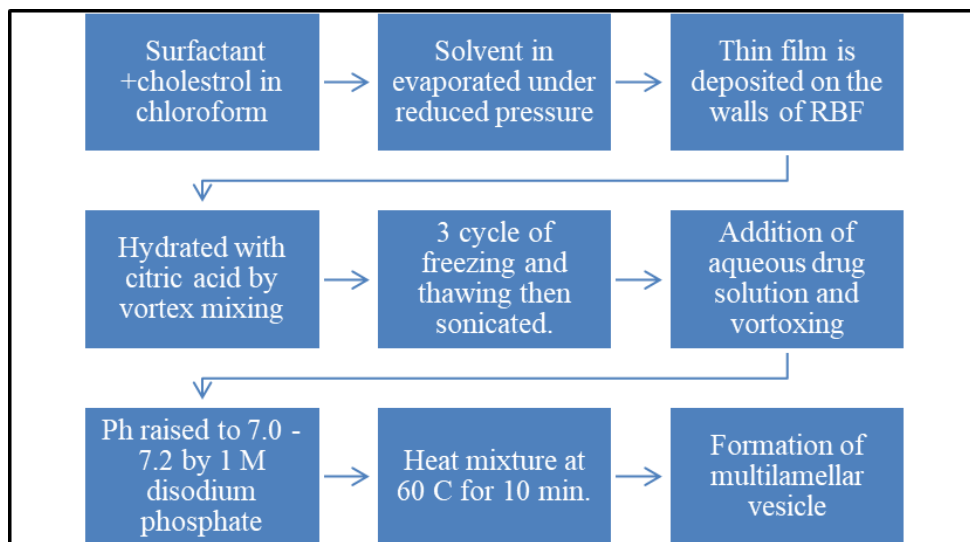 Surfactant
+cholestrol in
chloroform
Solvent in
evaporated under
reduced pressure
Thin film is
deposited on the
walls of RBF
Hydrated with
citric acid by
vortex mixing
3 cycle of
freezing and
thawing then
sonicated.
Addition of
aqueous drug
solution and
vortoxing
Ph raised to 7.0 -
7.2 by 1 M
disodium
phosphate
Heat mixture at
60 C for 10 min.
Formation of
multilamellar
vesicle